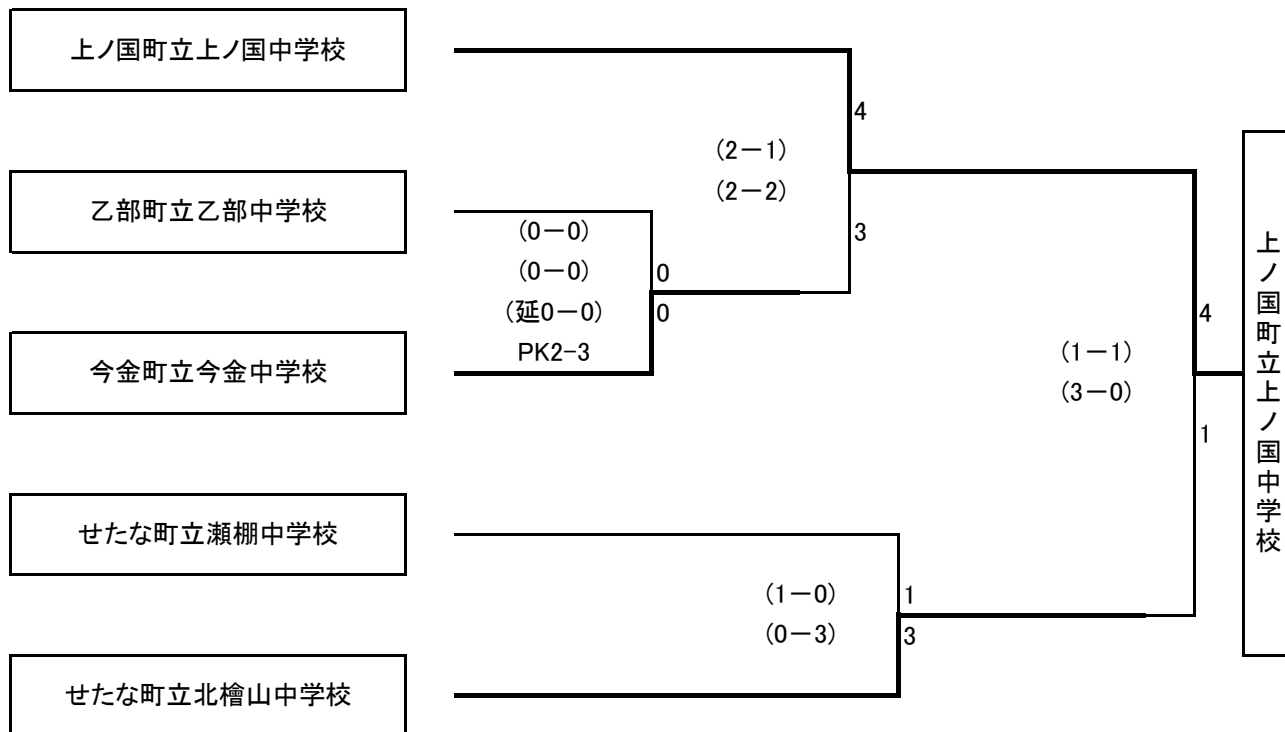 上ノ国町立上ノ国中学校
4
(2－1)
(2－2)
乙部町立乙部中学校
3
(0－0)
(0－0)
0
(延0－0)
0
PK2-3
今金町立今金中学校
4
(1－1)
(3－0)
1
上ノ国町立上ノ国中学校
せたな町立瀬棚中学校
(1－0)
1
(0－3)
3
せたな町立北檜山中学校